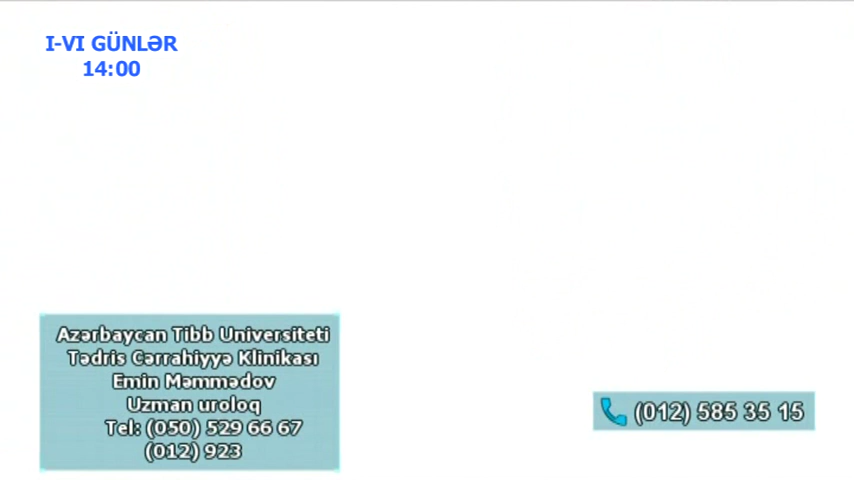 I-VI GÜNLƏR
14:00
Azərbaycan Tibb Universiteti
Tədris Cərrahiyyə Klinikası
Emin Məmmədov
Uzman uroloq
Tel: (050) 529 66 67
(012) 923
(012) 585 35 15